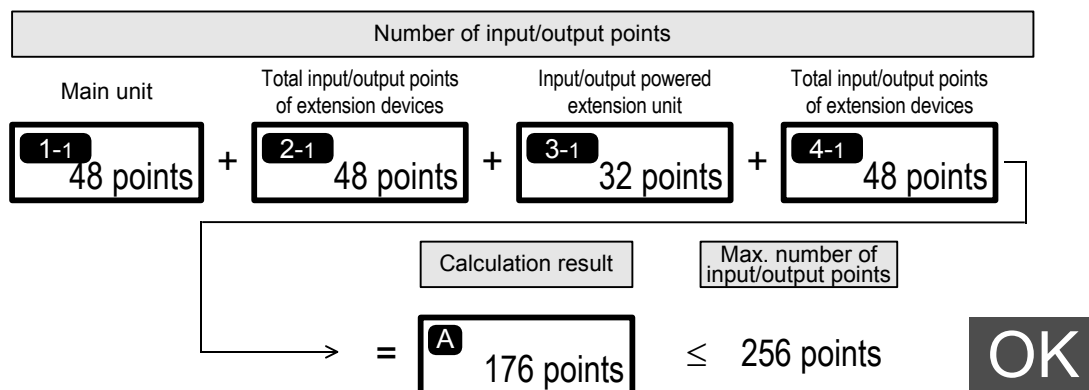 Number of input/output points
Main unit
Total input/output points
of extension devices
Input/output powered
extension unit
Total input/output points
of extension devices
1-1
48 points
+
2-1
48 points
+
3-1
32 points
+
4-1
48 points
Calculation result
Max. number of
input/output points
=
A
176 points
≤ 256 points
OK